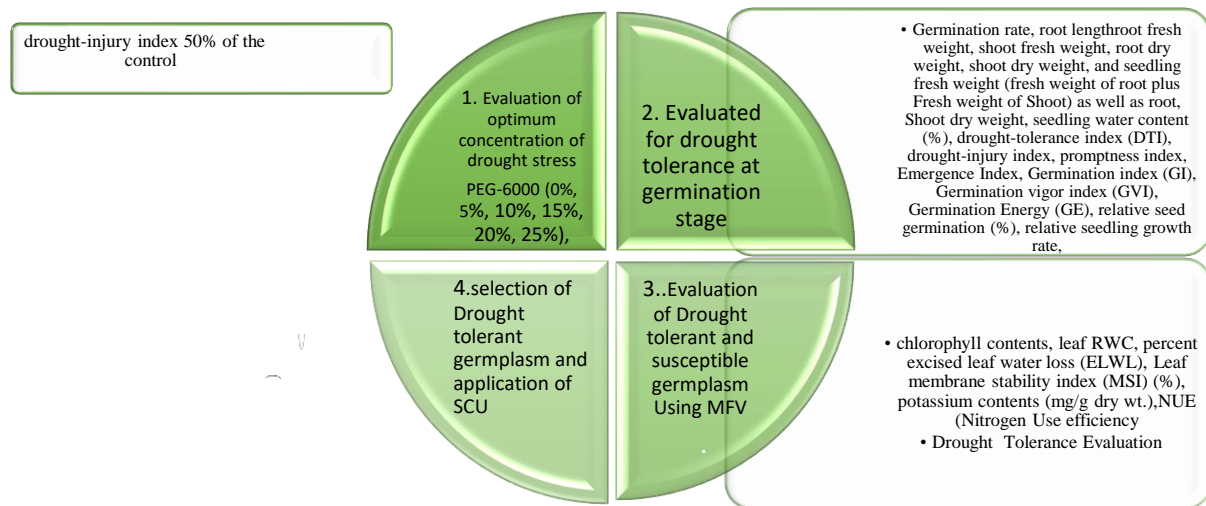 drought-injury index 50% of the
control
1. Evaluation of
optimum
concentration of
drought stress
PEG-6000 (0%,
5%, 10%, 15%,
20%, 25%),
2. Evaluated
for drought
tolerance at
germination
stage
• Germination rate, root lengthroot fresh
weight, shoot fresh weight, root dry
weight, shoot dry weight, and seedling
fresh weight (fresh weight of root plus
Fresh weight of Shoot) as well as root,
Shoot dry weight, seedling water content
(%), drought-tolerance index (DTI),
drought-injury index, promptness index,
Emergence Index, Germination index (GI),
Germination vigor index (GVI),
Germination Energy (GE), relative seed
germination (%), relative seedling growth
rate,
3..Evaluation
of Drought
tolerant and
susceptible
germplasm
Using MFV
• chlorophyll contents, leaf RWC, percent
excised leaf water loss (ELWL), Leaf
membrane stability index (MSI) (%),
potassium contents (mg/g dry wt.),NUE
(Nitrogen Use efficiency
• Drought Tolerance Evaluation
4.selection of
Drought
tolerant
germplasm and
application of
SCU